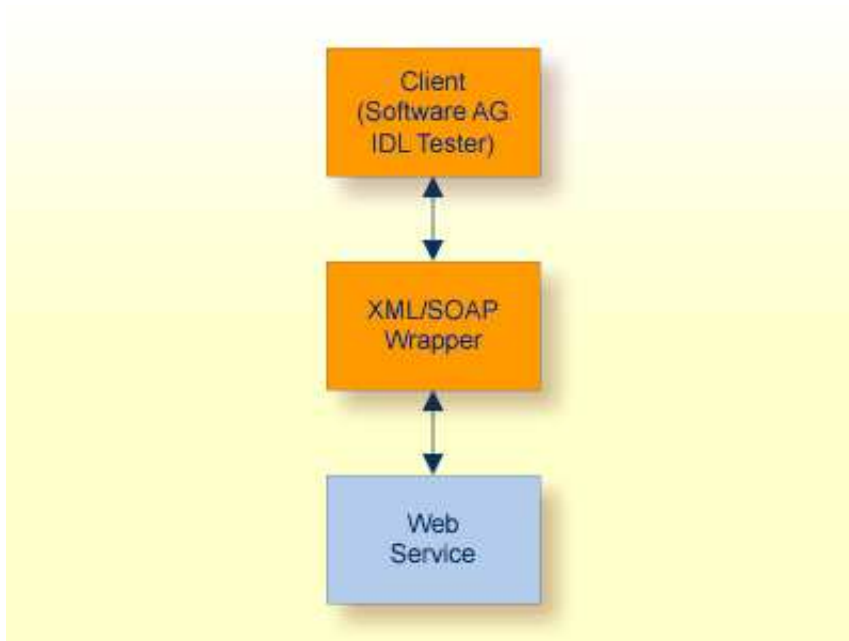 Client
(Software AG
IDL Tester)
XML/SOAP
Wrapper
Web
Service